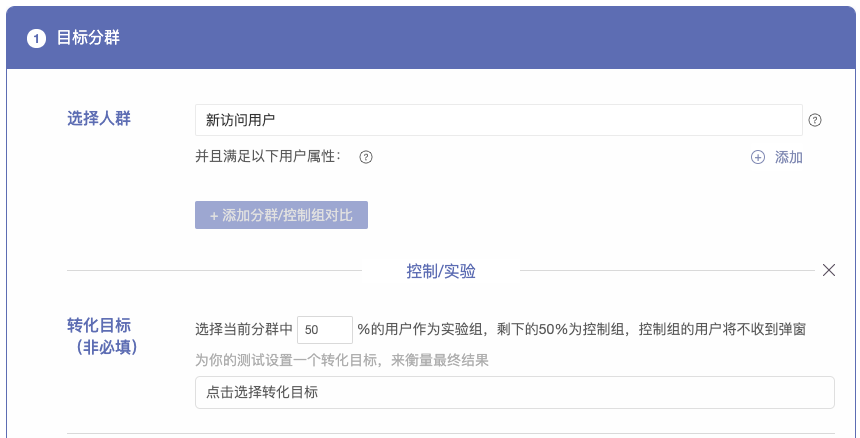 1 目标分群
选择人群
新访问用户 ?
并且满足以下用户属性： ? 添加
+ 添加分群/控制组对比
控制/实验
转化目标
（非必填）
选择当前分群中 50 %的用户作为实验组，剩下的50%为控制组，控制组的用户将不收到弹窗
为你的测试设置一个转化目标，来衡量最终结果
点击选择转化目标